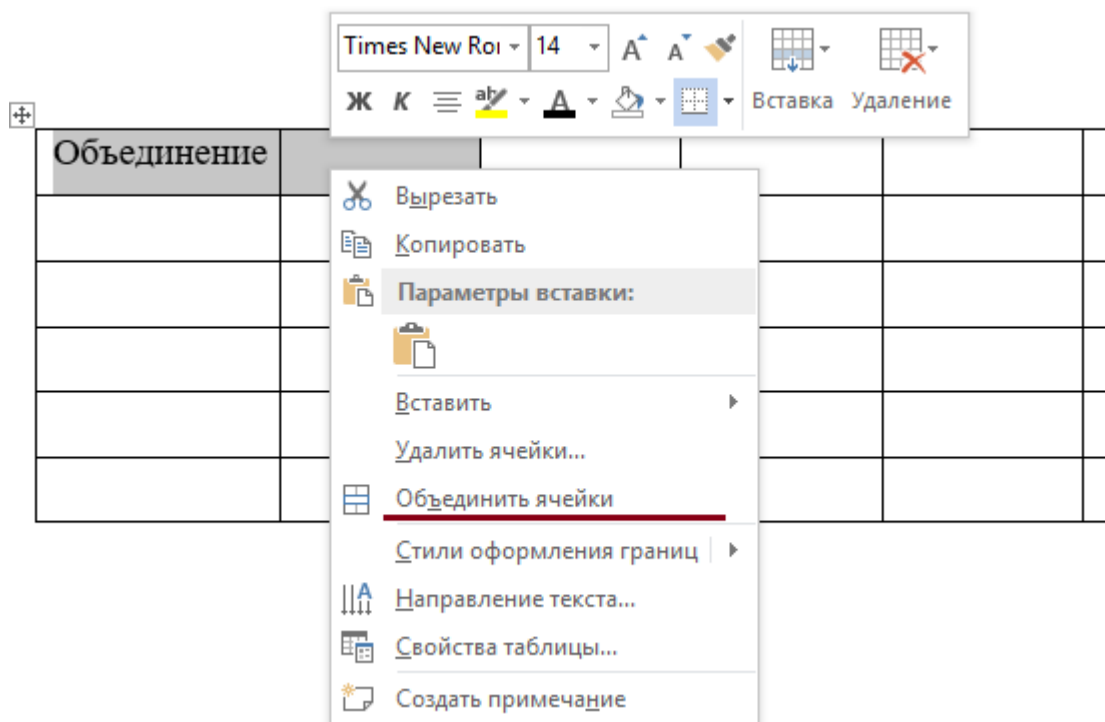 Times New Roı 14
Ж К Вставка Удаление
Объединение
Вырезать
Копировать
Параметры вставки:
Вставить
Удалить ячейки...
Объединить ячейки
Стили оформления границ
Направление текста...
Свойства таблицы...
Создать примечание